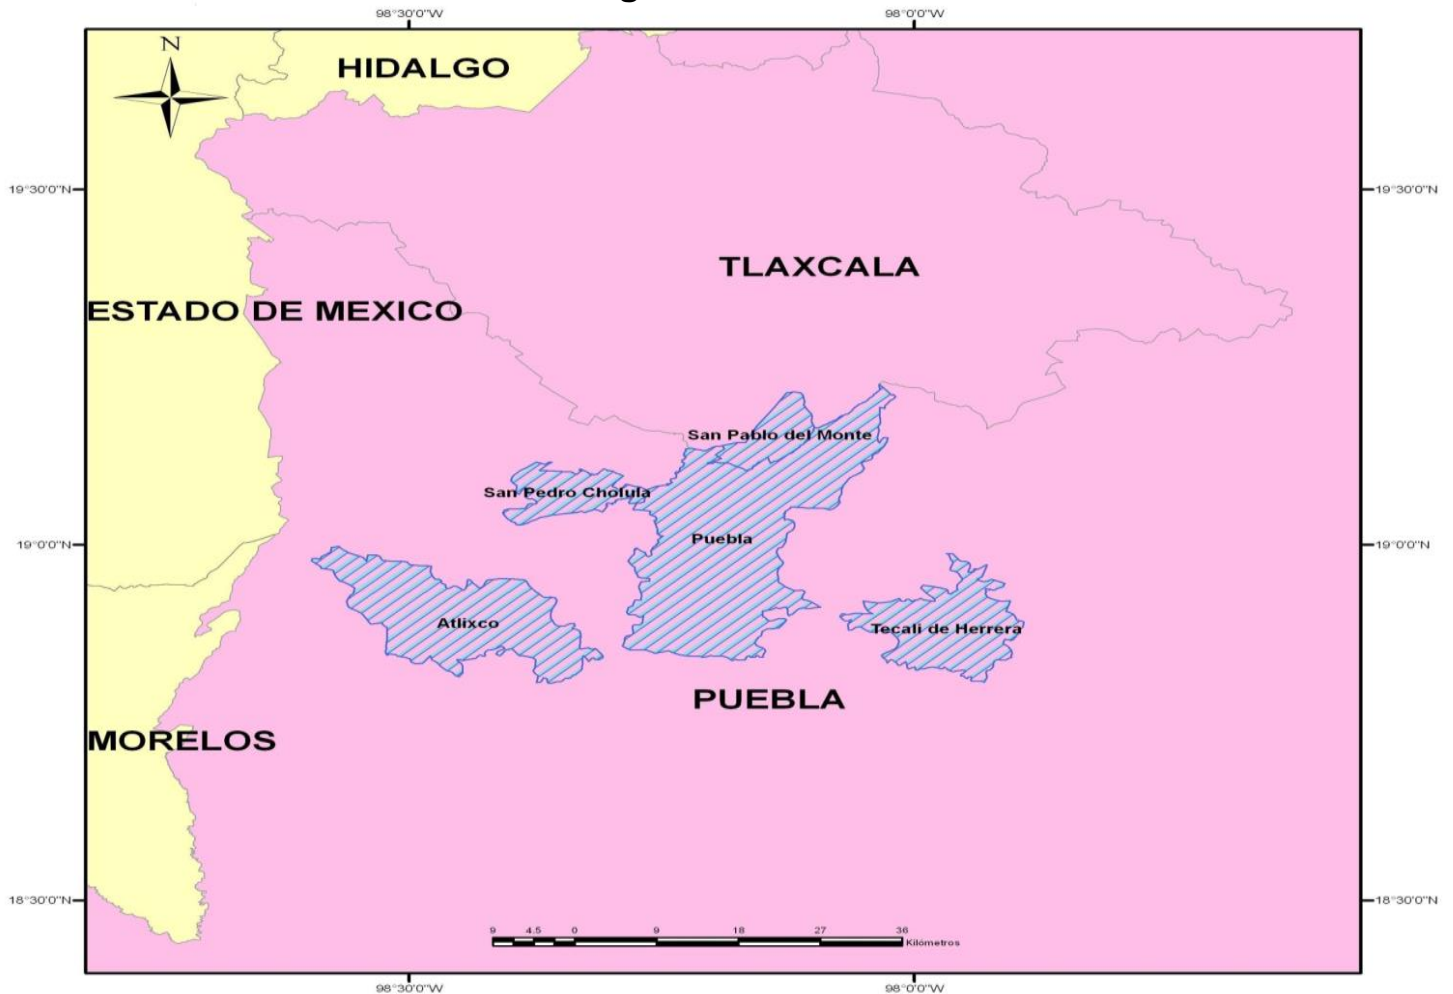 98°30'0"W 98°0'0"W
N
HIDALGO
19°30'0"N 19°30'0"N
TLAXCALA
ESTADO DE MEXICO
San Pablo del Monte
San Pedro Cholula
Puebla
19°0'0"N 19°0'0"N
Atlixco
Tecali de Herrera
PUEBLA
MORELOS
18°30'0"N 18°30'0"N
9 4.5 0 9 18 27 36
Kilómetros
98°30'0"W 98°0'0"W